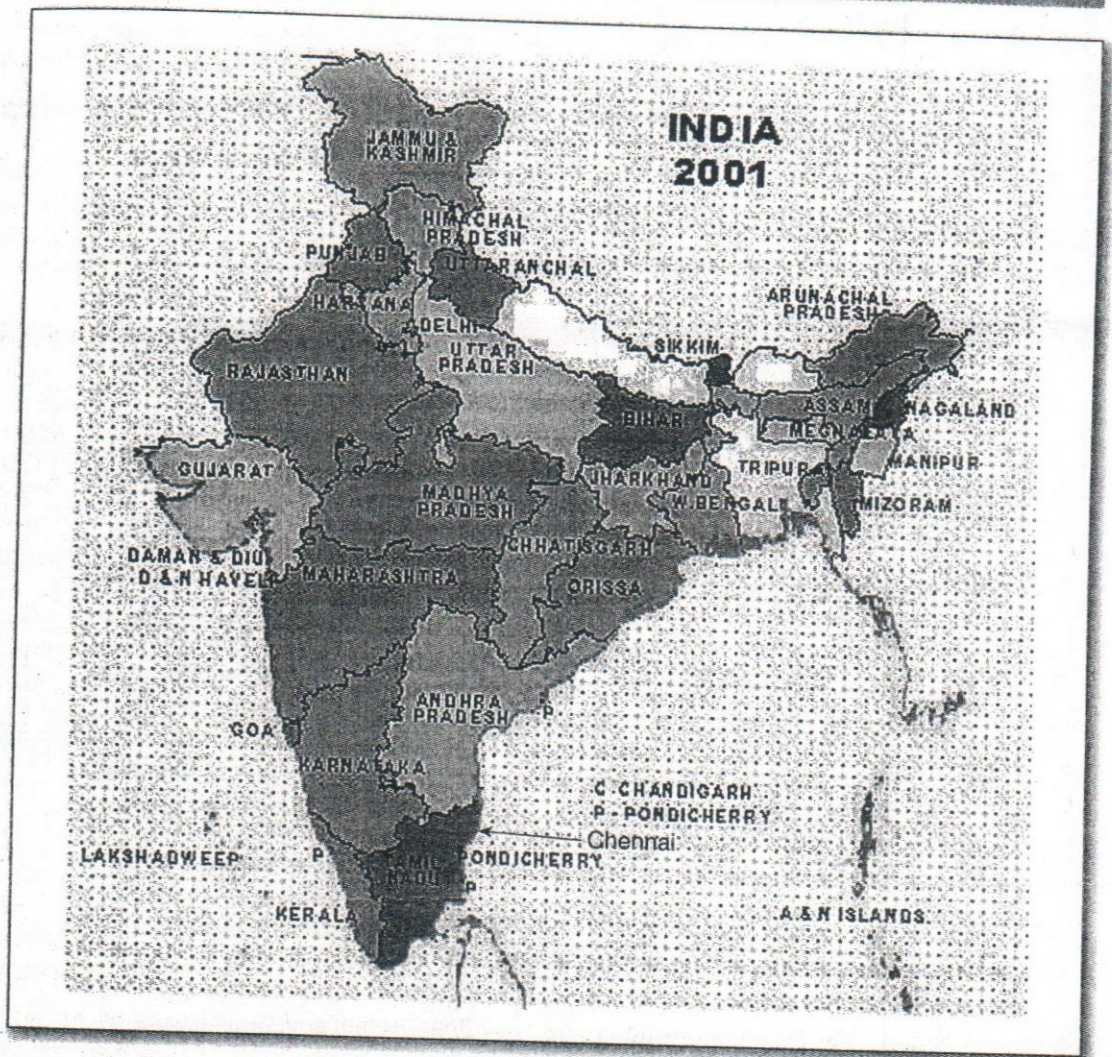 INDIA
2001
JAMMU &
KASHMIR
HIMACHAL
PRADESH
PUNJAB
UTTARANCHAL
HARYANA
DELHI
ARUNACHAL
PRADESH
SIKKIM
UTTAR
PRADESH
RAJASTHAN
ASSAM
NAGALAND
BIHAR
MEGHALAYA
MANIPUR
GUJARAT
JHARKHAND
TRIPURA
MADHYA
PRADESH
W.BENGAL
MIZORAM
CHHATISGARH
DAMAN & DIU
D & N HAVELI
MAHARASHTRA
ORISSA
ANDHRA
PRADESH
P
GOA
KARNATAKA
C CHANDIGARH
P - PONDICHERRY
Chennai
LAKSHADWEEP
P
TAMIL
NADU
PONDICHERRY
P
KERALA
A & N ISLANDS